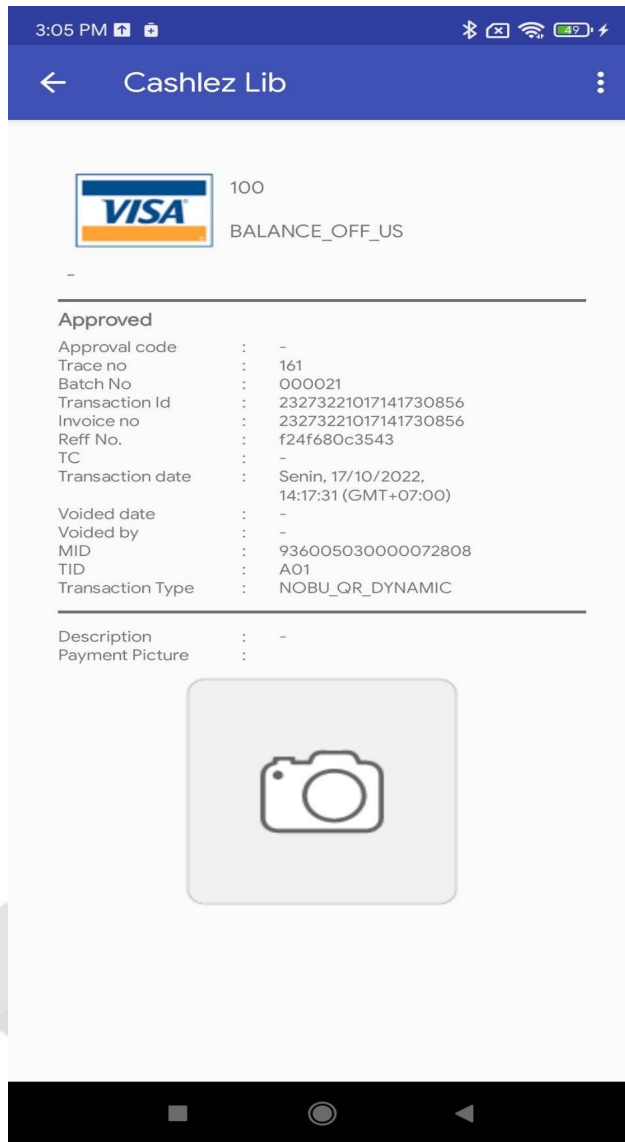 3:05 PM
49
Cashlez Lib
VISA
100
BALANCE_OFF_US
-
Approved
Approval code : -
Trace no : 161
Batch No : 000021
Transaction Id : 23273221017141730856
Invoice no : 23273221017141730856
Reff No. : f24f680c3543
TC : -
Transaction date : Senin, 17/10/2022,
14:17:31 (GMT+07:00)
Voided date : -
Voided by : -
MID : 936005030000072808
TID : A01
Transaction Type : NOBU_QR_DYNAMIC
Description : -
Payment Picture :